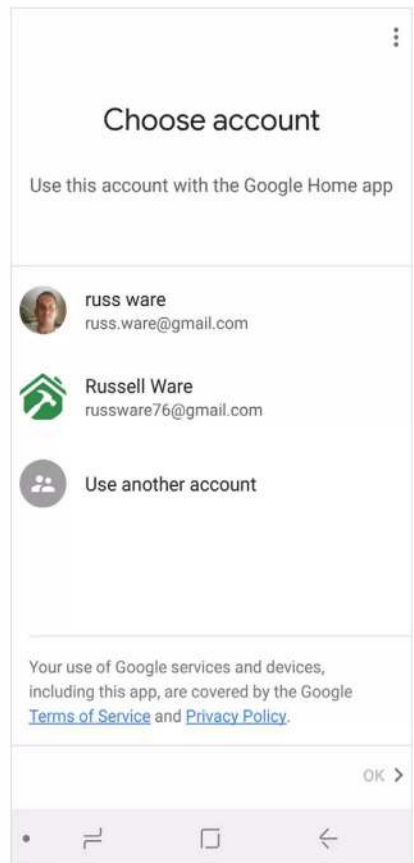 Choose account
Use this account with the Google Home app
russ ware
russ.ware@gmail.com
Russell Ware
russware76@gmail.com
Use another account
Your use of Google services and devices,
including this app, are covered by the Google
Terms of Service and Privacy Policy.
OK